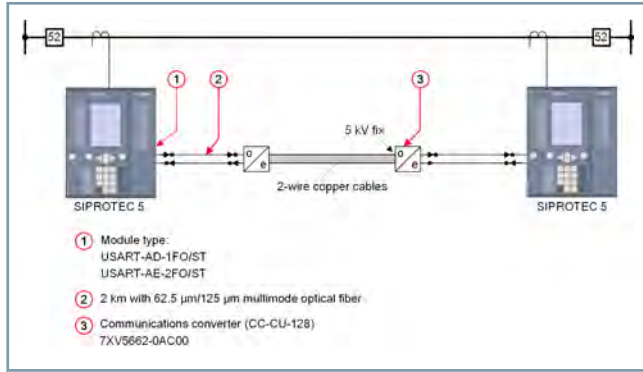 52
52
1
2
3
5 kV fix
o
e
o
e
2-wire copper cables
SIPROTEC 5
SIPROTEC 5
1 Module type:
USART-AD-1FO/ST
USART-AE-2FO/ST
2 2 km with 62.5 µm/125 µm multimode optical fiber
3 Communications converter (CC-CU-128)
7XV5662-0AC00